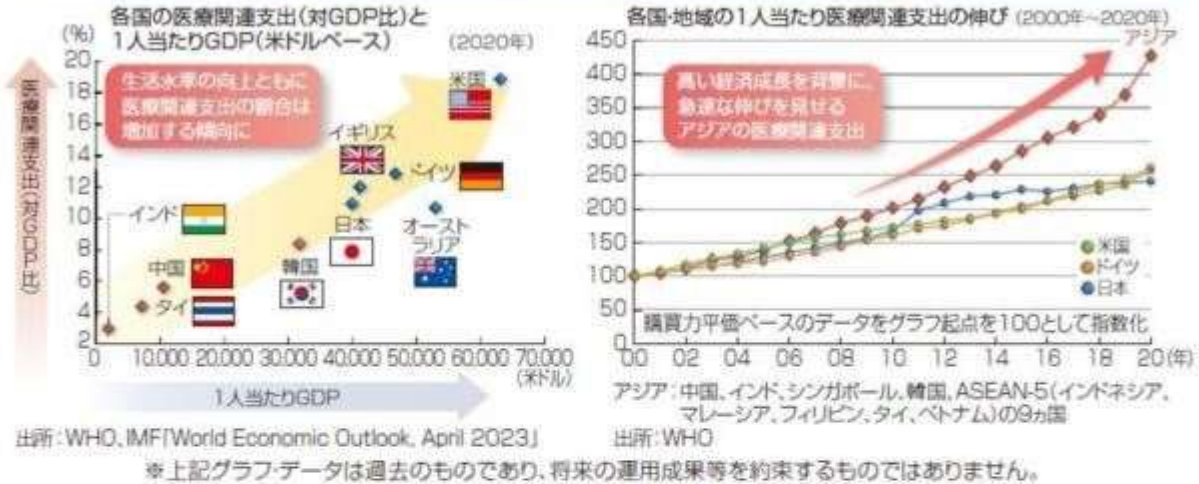 各国の医療関連支出(対GDP比)と
1人当たりGDP(米ドルベース)
(2020年)
(%)
20
18
16
14
12
10
8
6
4
2
医療関連支出(対GDP比)
生活水準の向上とともに
医療関連支出の割合は
増加する傾向に
米国
イギリス
ドイツ
インド
日本
オースト
ラリア
中国
韓国
タイ
0 10,000 20,000 30,000 40,000 50,000 60,000 70,000
(米ドル)
1人当たりGDP
出所:WHO、IMF「World Economic Outlook, April 2023」
各国・地域の1人当たり医療関連支出の伸び (2000年~2020年)
アジア
450
400
350
300
250
200
150
100
50
0
高い経済成長を背景に、
急速な伸びを見せる
アジアの医療関連支出
米国
ドイツ
日本
購買力平価ベースのデータをグラフ起点を100として指数化
00 02 04 06 08 10 12 14 16 18 20(年)
アジア:中国、インド、シンガポール、韓国、ASEAN-5(インドネシア、
マレーシア、フィリピン、タイ、ベトナム)の9ヵ国
出所:WHO
※上記グラフ・データは過去のものであり、将来の運用成果等を約束するものではありません。